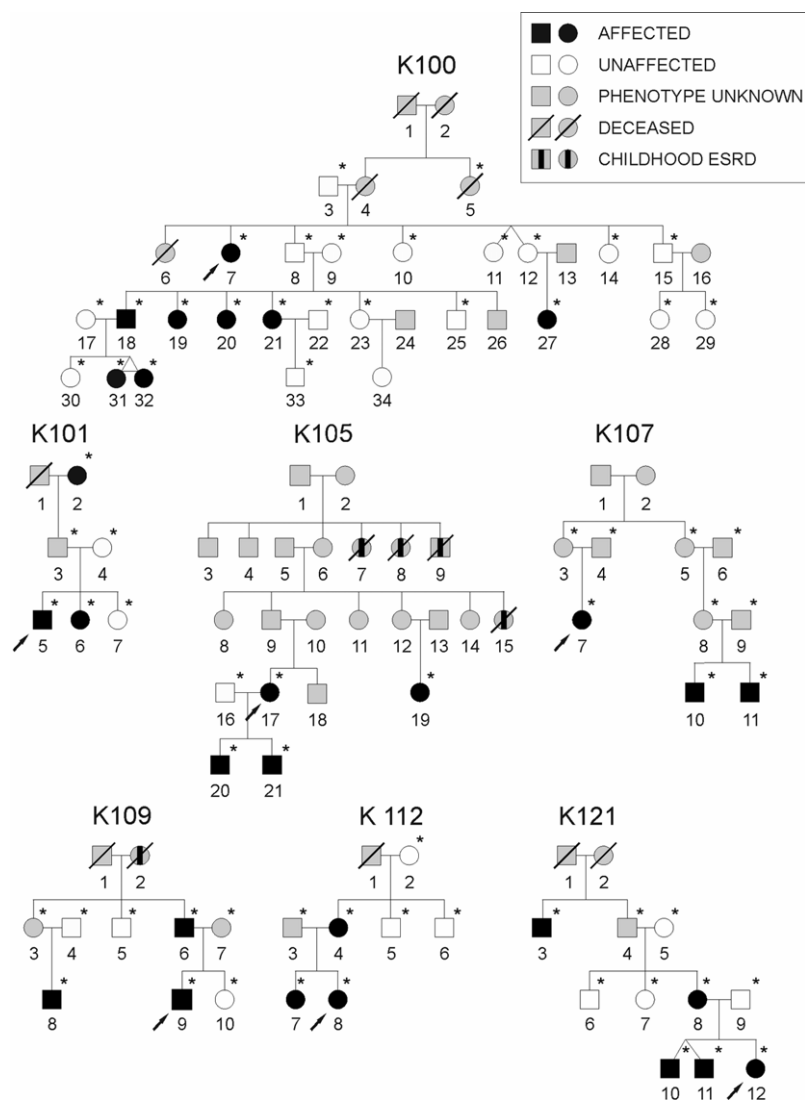 AFFECTED
UNAFFECTED
PHENOTYPE UNKNOWN
DECEASED
CHILDHOOD ESRD
K100
1 2
* *
3 4 5
* * * * * * * *
6 7 8 9 10 11 12 13 14 15 16
* * * * * * * * * *
17 18 19 20 21 22 23 24 25 26 27 28 29
* * * *
30 31 32 33 34
K101 K105 K107
*
1 2 1 2 1 2
* * * * * *
3 4 3 4 5 6 7 8 9 3 4 5 6
* * * * * *
5 6 7 8 9 10 11 12 13 14 15 7 8 9
* * * * *
16 17 18 19 10 11
* *
20 21
K109 K 112 K121
*
1 2 1 2 1 2
* * * * * * * * * * * *
3 4 5 6 7 3 4 5 6 3 4 5
* * * * * * * * *
8 9 10 7 8 6 7 8 9
* * *
10 11 12